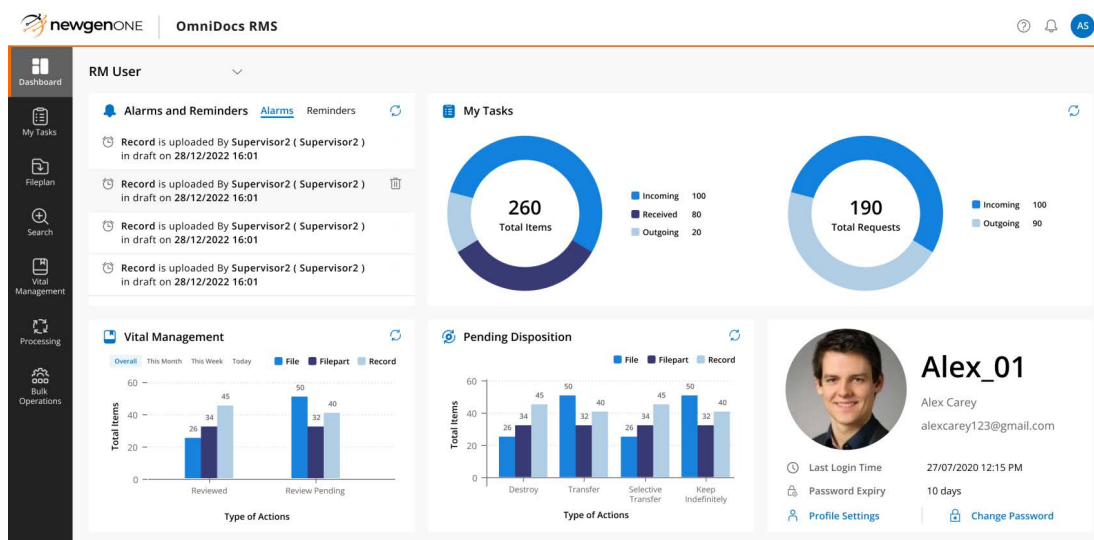 newgenONE OmniDocs RMS AS
Dashboard
My Tasks
Fileplan
Search
Vital
Management
Processing
Bulk
Operations
RM User
Alarms and Reminders Alarms Reminders
Record is uploaded By Supervisor2 ( Supervisor2 )
in draft on 28/12/2022 16:01
Record is uploaded By Supervisor2 ( Supervisor2 )
in draft on 28/12/2022 16:01
Record is uploaded By Supervisor2 ( Supervisor2 )
in draft on 28/12/2022 16:01
Record is uploaded By Supervisor2 ( Supervisor2 )
in draft on 28/12/2022 16:01
My Tasks
260
Total Items
Incoming 100
Received 80
Outgoing 20
190
Total Requests
Incoming 100
Outgoing 90
Vital Management
Overall This Month This Week Today File Filepart Record
Total Items
60
40
20
0
26 34 45
50 32 40
Reviewed Review Pending
Type of Actions
Pending Disposition
File Filepart Record
Total Items
60
40
20
0
26 34 45
50 32 40
26 34 45
50 32 40
Destroy Transfer Selective Keep
Transfer Indefinitely
Type of Actions
Alex_01
Alex Carey
alexcarey123@gmail.com
Last Login Time 27/07/2020 12:15 PM
Password Expiry 10 days
Profile Settings Change Password